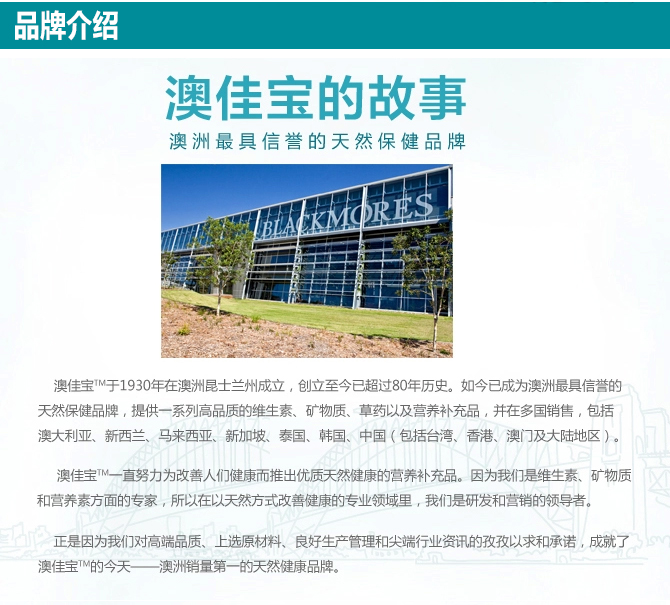 品牌介绍
澳佳宝的故事
澳洲最具信誉的天然保健品牌
BLACKMORES
澳佳宝™于1930年在澳洲昆士兰州成立，创立至今已超过80年历史。如今已成为澳洲最具信誉的
天然保健品牌，提供一系列高品质的维生素、矿物质、草药以及营养补充品，并在多国销售，包括
澳大利亚、新西兰、马来西亚、新加坡、泰国、韩国、中国（包括台湾、香港、澳门及大陆地区）。
澳佳宝™一直努力为改善人们健康而推出优质天然健康的营养补充品。因为我们是维生素、矿物质
和营养素方面的专家，所以在以天然方式改善健康的专业领域里，我们是研发和营销的领导者。
正是因为我们对高端品质、上选原材料、良好生产管理和尖端行业资讯的孜孜以求和承诺，成就了
澳佳宝™的今天——澳洲销量第一的天然健康品牌。